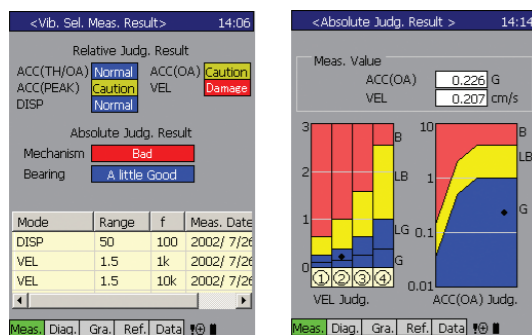 <Vib. Sel. Meas. Result> 14:06
Relative Judg. Result
ACC(TH/OA) Normal ACC(OA) Caution
ACC(PEAK) Caution VEL Damage
DISP Normal
Absolute Judg. Result
Mechanism Bad
Bearing A little Good
Mode Range f Meas. Date
DISP 50 100 2002/ 7/26
VEL 1.5 1k 2002/ 7/26
VEL 1.5 10k 2002/ 7/26
Meas. Diag. Gra. Ref. Data
<Absolute Judg. Result > 14:14
Meas. Value
ACC(OA) 0.226 G
VEL 0.207 cm/s
3 B 10 B
LB LB
2
1
1 LG G
0.1
0 G
① ② ③ ④ 0.01
VEL Judg. ACC(OA) Judg.
Meas. Diag. Gra. Ref. Data